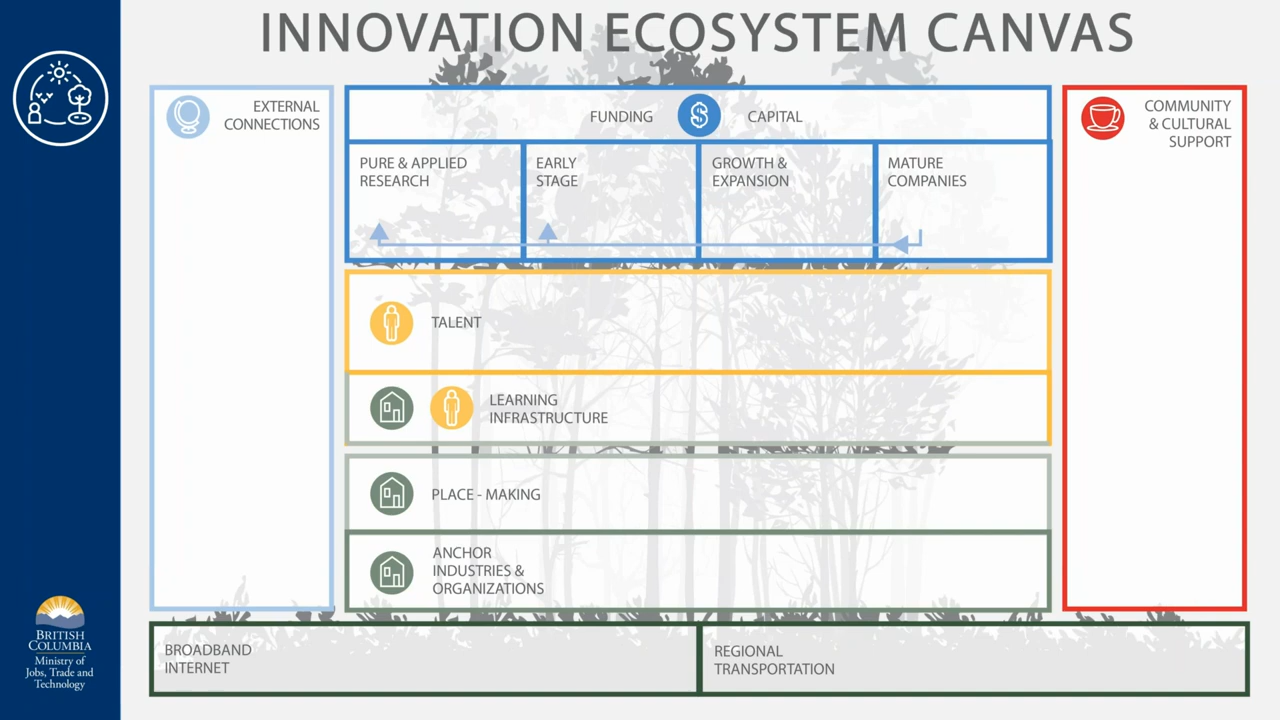 INNOVATION ECOSYSTEM CANVAS
EXTERNAL
CONNECTIONS
FUNDING
CAPITAL
PURE & APPLIED
RESEARCH
EARLY
STAGE
GROWTH &
EXPANSION
MATURE
COMPANIES
TALENT
LEARNING
INFRASTRUCTURE
PLACE - MAKING
ANCHOR
INDUSTRIES &
ORGANIZATIONS
COMMUNITY
& CULTURAL
SUPPORT
BROADBAND
INTERNET
REGIONAL
TRANSPORTATION
BRITISH
COLUMBIA
Ministry of
Jobs, Trade and
Technology